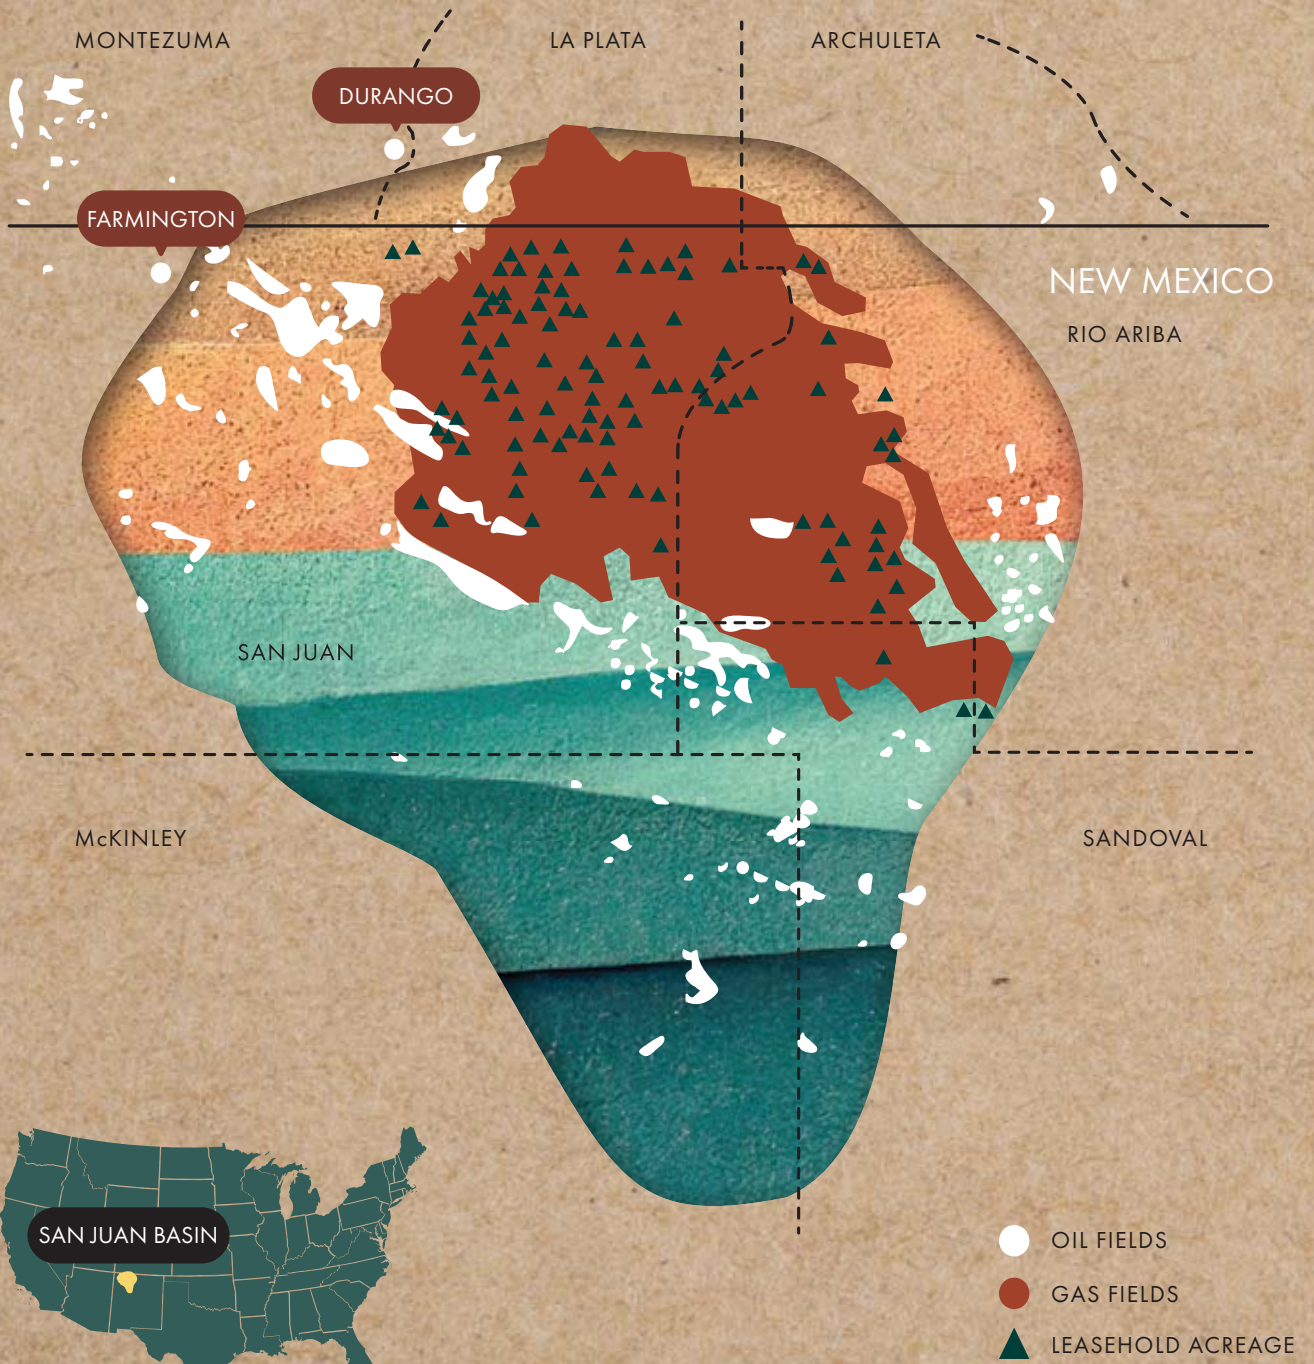 MONTEZUMA
LA PLATA
ARCHULETA
DURANGO
FARMINGTON
NEW MEXICO
RIO ARIBA
SAN JUAN
McKINLEY
SANDOVAL
SAN JUAN BASIN
OIL FIELDS
GAS FIELDS
LEASEHOLD ACREAGE